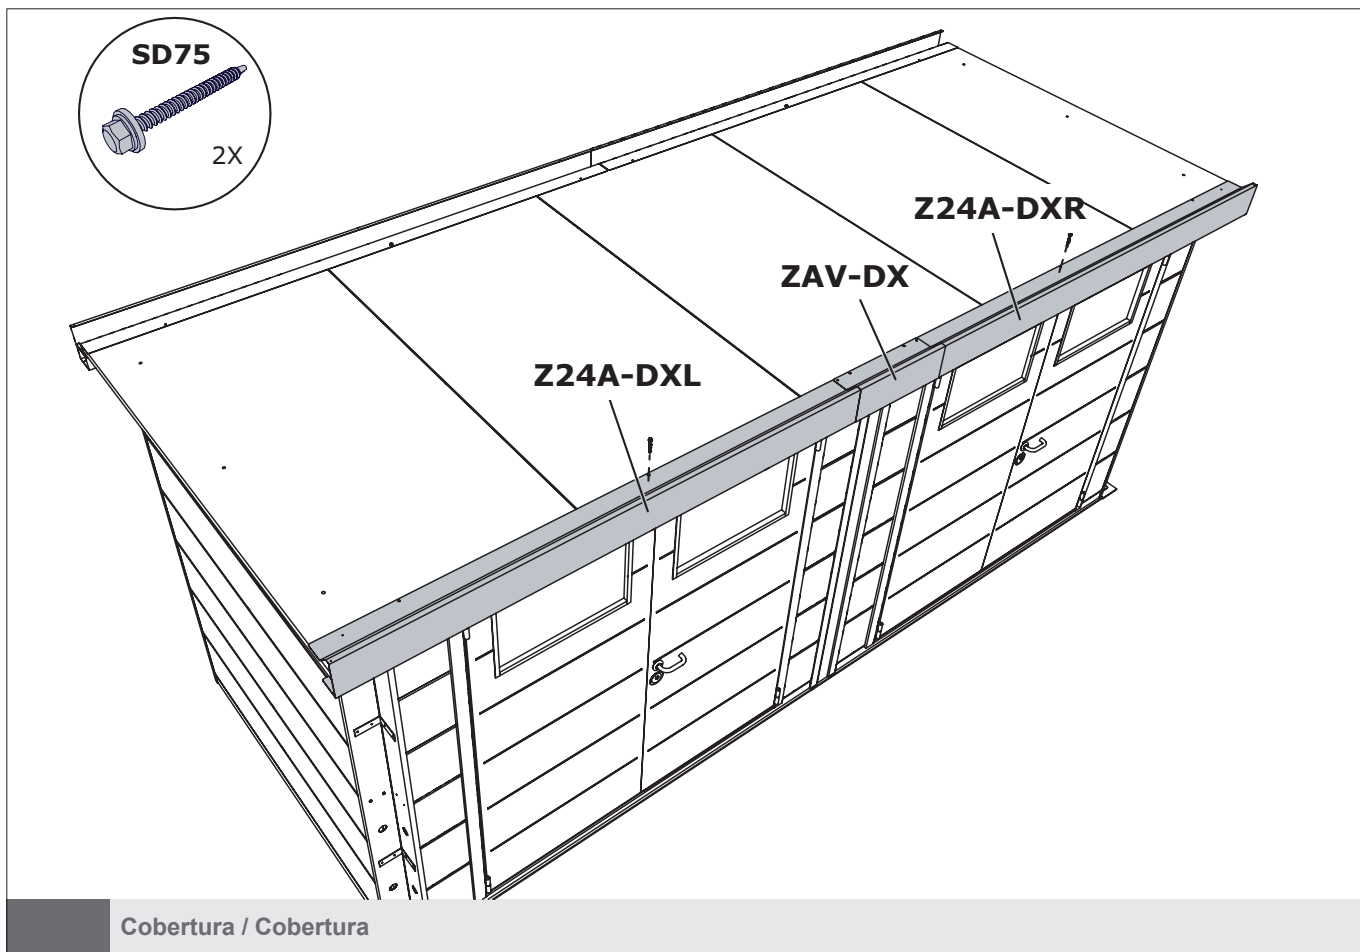 SD75
2X
Z24A-DXR
ZAV-DX
Z24A-DXL
Cobertura / Cobertura